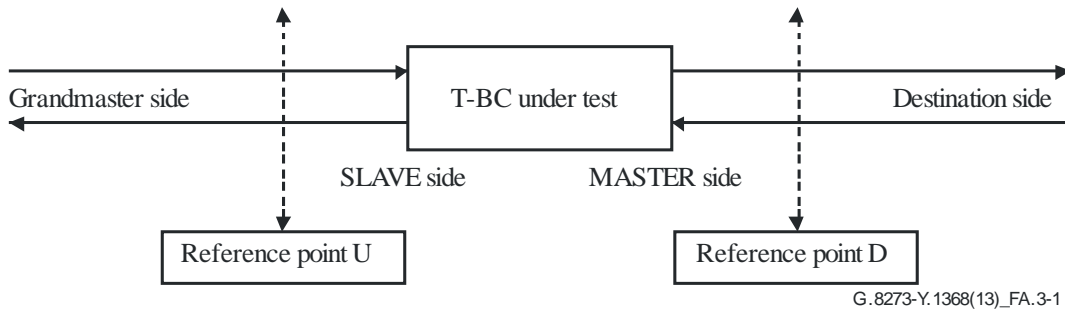 T-BC under test
Grandmaster side
Destination side
SLAVE side
MASTER side
Reference point U
Reference point D
G.8273-Y.1368(13)_FA.3-1